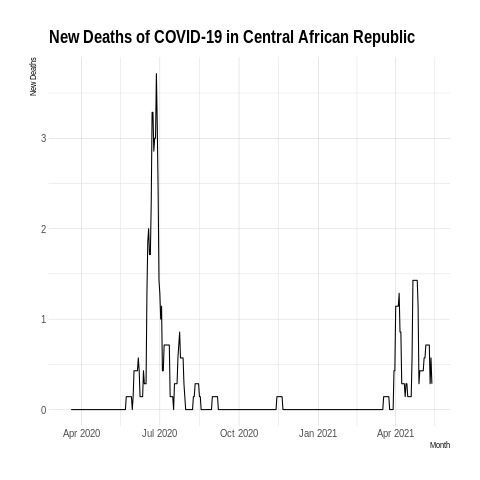 New Deaths of COVID-19 in Central African Republic
New Deaths
3
2
1
0
Apr 2020 Jul 2020 Oct 2020 Jan 2021 Apr 2021
Month